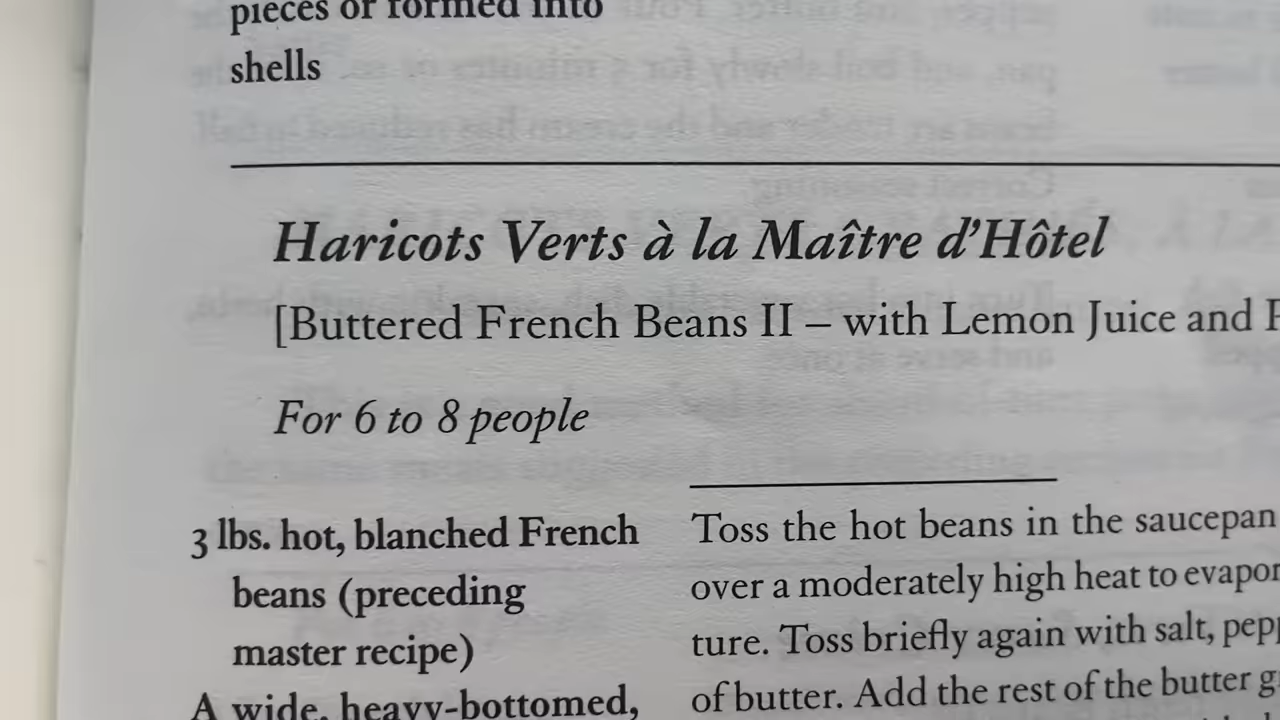 pieces or formed into
shells
Haricots Verts à la Maître d'Hôtel
[Buttered French Beans II – with Lemon Juice and
For 6 to 8 people
3 lbs. hot, blanched French
beans (preceding
master recipe)
A wide, heavy-bottomed,
Toss the hot beans in the saucepan
over a moderately high heat to evapor
ture. Toss briefly again with salt, pepp
of butter. Add the rest of the butter g